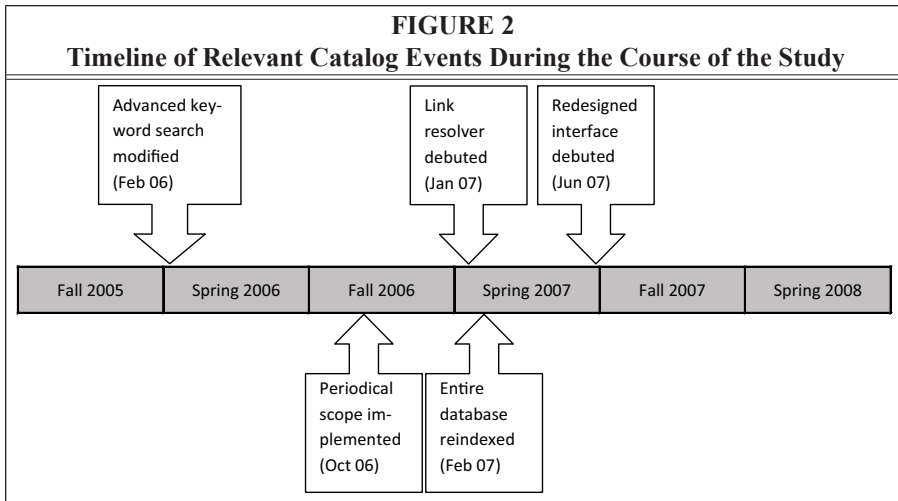 FIGURE 2
Timeline of Relevant Catalog Events During the Course of the Study
Advanced key-
word search
modified
(Feb 06)
Link
resolver
debuted
(Jan 07)
Redesigned
interface
debuted
(Jun 07)
Fall 2005
Spring 2006
Fall 2006
Spring 2007
Fall 2007
Spring 2008
Periodical
scope im-
plemented
(Oct 06)
Entire
database
reindexed
(Feb 07)